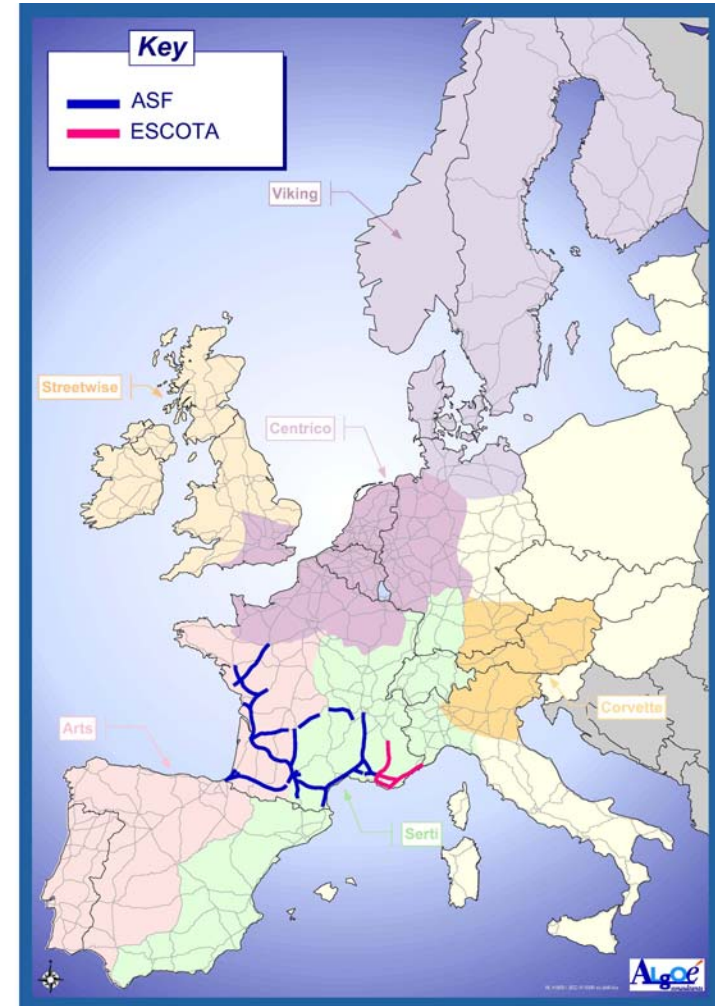 Key
ASF
ESCOTA
Viking
Streetwise
Centrico
Corvette
Arts
Serti
Algoé